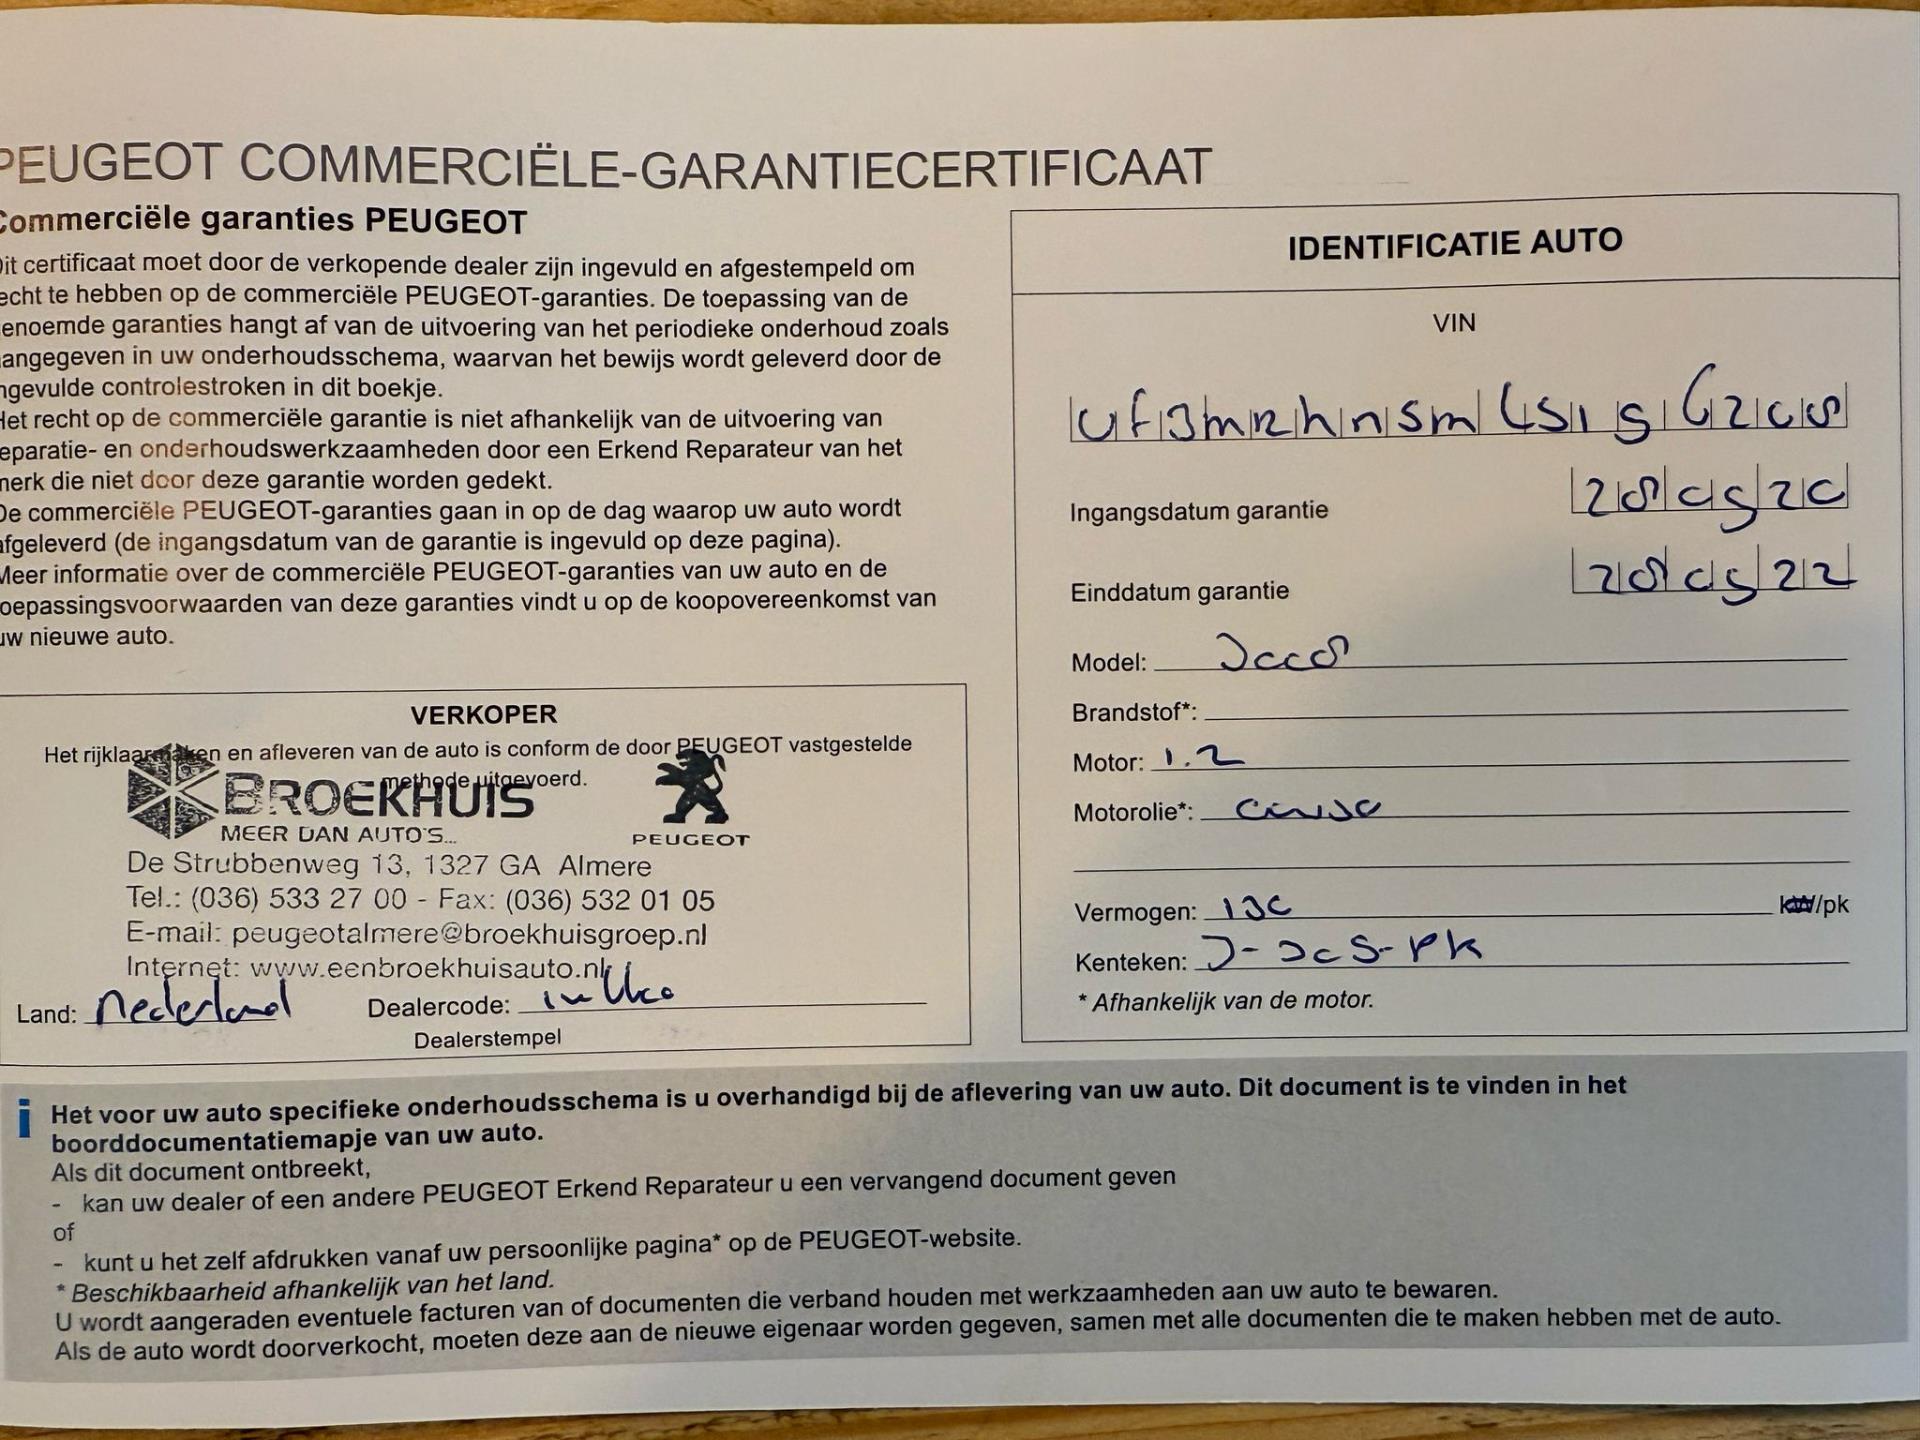 PEUGEOT COMMERCIËLE-GARANTIECERTIFICAAT
Commerciële garanties PEUGEOT
Dit certificaat moet door de verkopende dealer zijn ingevuld en afgestempeld om
echt te hebben op de commerciële PEUGEOT-garanties. De toepassing van de
enoemde garanties hangt af van de uitvoering van het periodieke onderhoud zoals
angegeven in uw onderhoudsschema, waarvan het bewijs wordt geleverd door de
ngevulde controlestroken in dit boekje.
Het recht op de commerciële garantie is niet afhankelijk van de uitvoering van
eparatie- en onderhoudswerkzaamheden door een Erkend Reparateur van het
merk die niet door deze garantie worden gedekt.
De commerciële PEUGEOT-garanties gaan in op de dag waarop uw auto wordt
afgeleverd (de ingangsdatum van de garantie is ingevuld op deze pagina).
Meer informatie over de commerciële PEUGEOT-garanties van uw auto en de
toepassingsvoorwaarden van deze garanties vindt u op de koopovereenkomst van
uw nieuwe auto.
VERKOPER
Het rijklaarmaken en afleveren van de auto is conform de door PEUGEOT vastgestelde
methode uitgevoerd.
BROEKHUIS
MEER DAN AUTO'S...
PEUGEOT
De Strubbenweg 13, 1327 GA Almere
Tel.: (036) 533 27 00 - Fax: (036) 532 01 05
E-mail: peugeotalmere@broekhuisgroep.nl
Internet: www.eenbroekhuisauto.nl
Land: Nederland Dealercode:
Dealerstempel
IDENTIFICATIE AUTO
VIN
Ingangsdatum garantie 280920
Einddatum garantie 280922
Model: 3008
Brandstof*:
Motor: 1.2
Motorolie*:
Vermogen: 130 kW/pk
Kenteken: J-305-PK
* Afhankelijk van de motor.
i Het voor uw auto specifieke onderhoudsschema is u overhandigd bij de aflevering van uw auto. Dit document is te vinden in het
boorddocumentatiemapje van uw auto.
Als dit document ontbreekt,
- kan uw dealer of een andere PEUGEOT Erkend Reparateur u een vervangend document geven
of
- kunt u het zelf afdrukken vanaf uw persoonlijke pagina* op de PEUGEOT-website.
* Beschikbaarheid afhankelijk van het land.
U wordt aangeraden eventuele facturen van of documenten die verband houden met werkzaamheden aan uw auto te bewaren.
Als de auto wordt doorverkocht, moeten deze aan de nieuwe eigenaar worden gegeven, samen met alle documenten die te maken hebben met de auto.